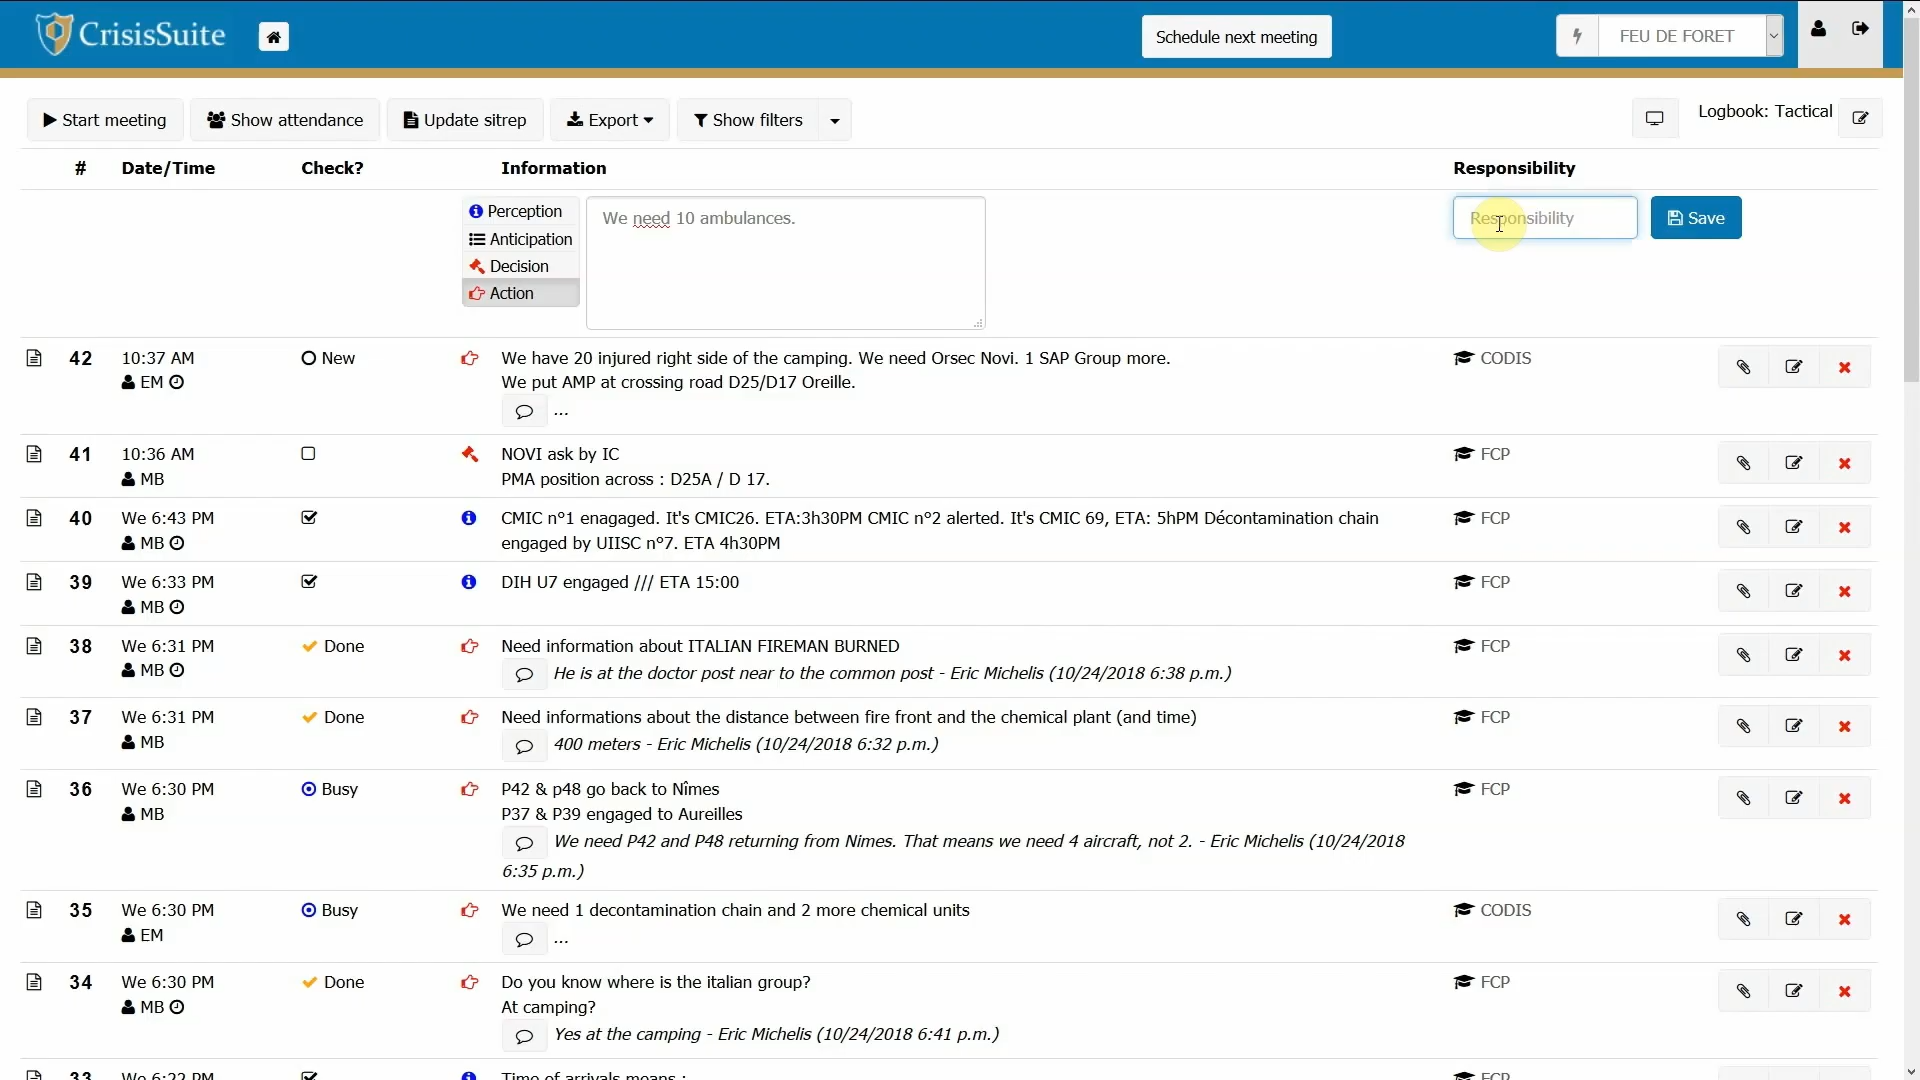 CrisisSuite
Schedule next meeting
FEU DE FORET
Start meeting
Show attendance
Update sitrep
Export
Show filters
Logbook: Tactical
# Date/Time Check? Information Responsibility
Perception
Anticipation
Decision
Action
We need 10 ambulances.
Responsibility
Save
42 10:37 AM New We have 20 injured right side of the camping. We need Orsec Novi. 1 SAP Group more. CODIS
EM We put AMP at crossing road D25/D17 Oreille.
...
41 10:36 AM NOVI ask by IC FCP
MB PMA position across : D25A / D 17.
40 We 6:43 PM CMIC n°1 enagaged. It's CMIC26. ETA:3h30PM CMIC n°2 alerted. It's CMIC 69, ETA: 5hPM Décontamination chain FCP
MB engaged by UIISC n°7. ETA 4h30PM
39 We 6:33 PM DIH U7 engaged /// ETA 15:00 FCP
MB
38 We 6:31 PM Done Need information about ITALIAN FIREMAN BURNED FCP
MB He is at the doctor post near to the common post - Eric Michelis (10/24/2018 6:38 p.m.)
37 We 6:31 PM Done Need informations about the distance between fire front and the chemical plant (and time) FCP
MB 400 meters - Eric Michelis (10/24/2018 6:32 p.m.)
36 We 6:30 PM Busy P42 & p48 go back to Nîmes FCP
MB P37 & P39 engaged to Aureilles
We need P42 and P48 returning from Nimes. That means we need 4 aircraft, not 2. - Eric Michelis (10/24/2018
6:35 p.m.)
35 We 6:30 PM Busy We need 1 decontamination chain and 2 more chemical units CODIS
EM ...
34 We 6:30 PM Done Do you know where is the italian group? FCP
MB At camping?
Yes at the camping - Eric Michelis (10/24/2018 6:41 p.m.)
33 We 6:22 PM Time of arrivals means : FCP